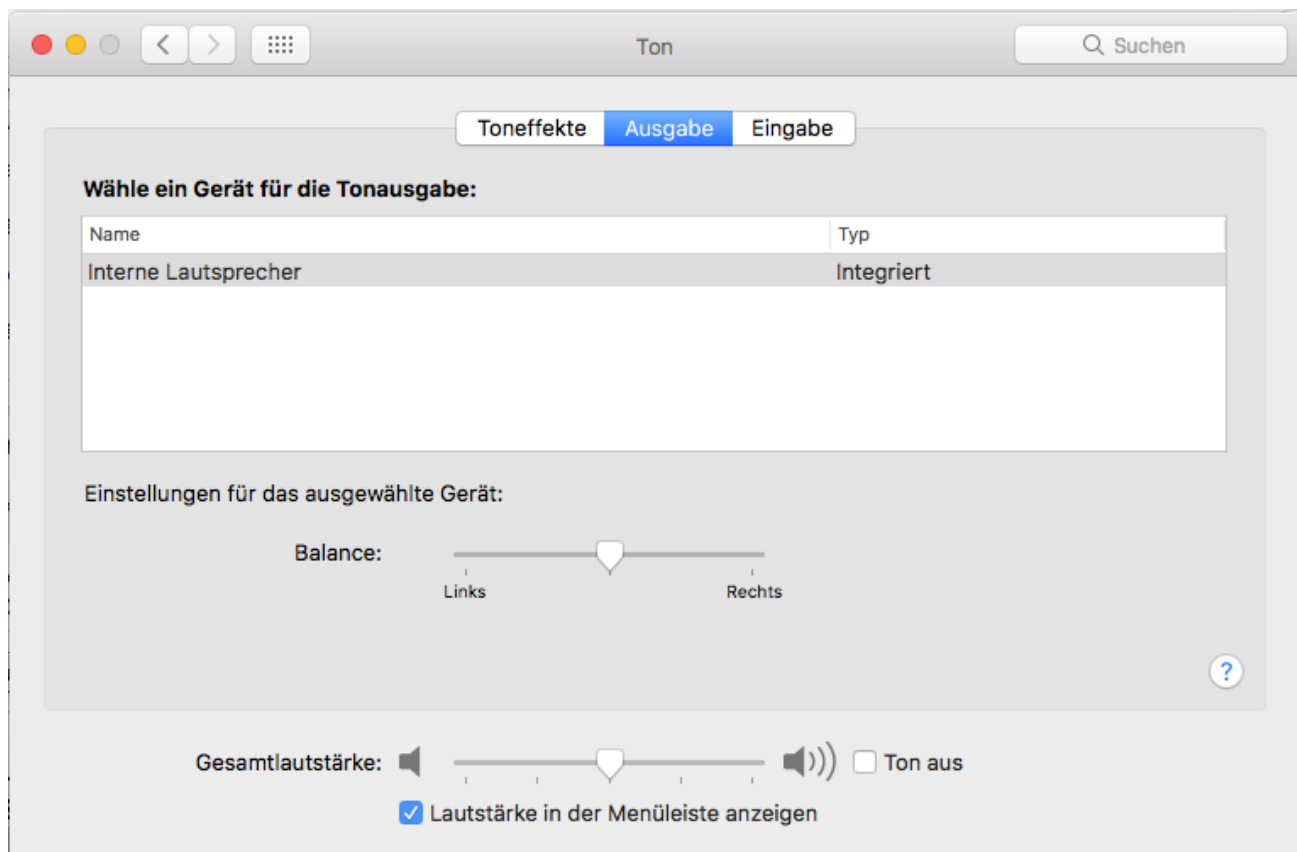 Ton
Suchen
Toneffekte Ausgabe Eingabe
Wähle ein Gerät für die Tonausgabe:
Name Typ
Interne Lautsprecher Integriert
Einstellungen für das ausgewählte Gerät:
Balance:
Links Rechts
?
Gesamtlautstärke: Ton aus
Lautstärke in der Menüleiste anzeigen